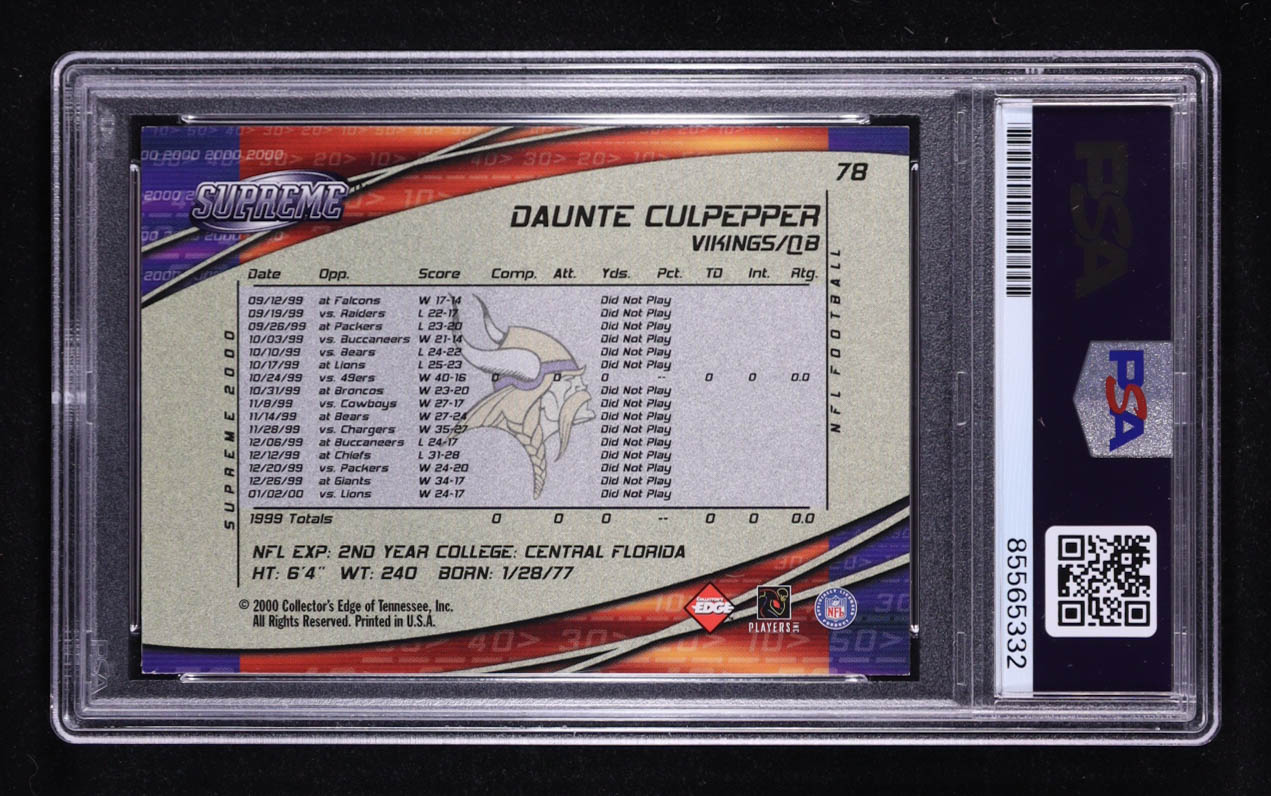 SUPREME
78
DAUNTE CULPEPPER
VIKINGS/QB
Date Opp. Score Comp. Att. Yds. Pct. TD Int. Rtg.
09/12/99 at Falcons W 17-14 Did Not Play
09/19/99 vs. Raiders L 22-17 Did Not Play
09/26/99 at Packers L 23-20 Did Not Play
10/03/99 vs. Buccaneers W 21-14 Did Not Play
10/10/99 vs. Bears L 24-22 Did Not Play
10/17/99 at Lions L 25-23 Did Not Play
10/24/99 vs. 49ers W 40-16 0 0 0 -- 0 0 0.0
10/31/99 at Broncos W 23-20 Did Not Play
11/8/99 vs. Cowboys W 27-17 Did Not Play
11/14/99 at Bears W 27-24 Did Not Play
11/28/99 vs. Chargers W 35-27 Did Not Play
12/06/99 at Buccaneers L 24-17 Did Not Play
12/12/99 at Chiefs L 31-28 Did Not Play
12/20/99 vs. Packers W 24-20 Did Not Play
12/26/99 at Giants W 34-17 Did Not Play
01/02/00 vs. Lions W 24-17 Did Not Play
1999 Totals 0 0 0 -- 0 0 0.0
SUPREME 2000
NFL FOOTBALL
NFL EXP: 2ND YEAR COLLEGE: CENTRAL FLORIDA
HT: 6'4" WT: 240 BORN: 1/28/77
© 2000 Collector's Edge of Tennessee, Inc.
All Rights Reserved. Printed in U.S.A.
COLLECTOR'S
EDGE
PLAYERS INC
NFL
85565332
PSA
PSA